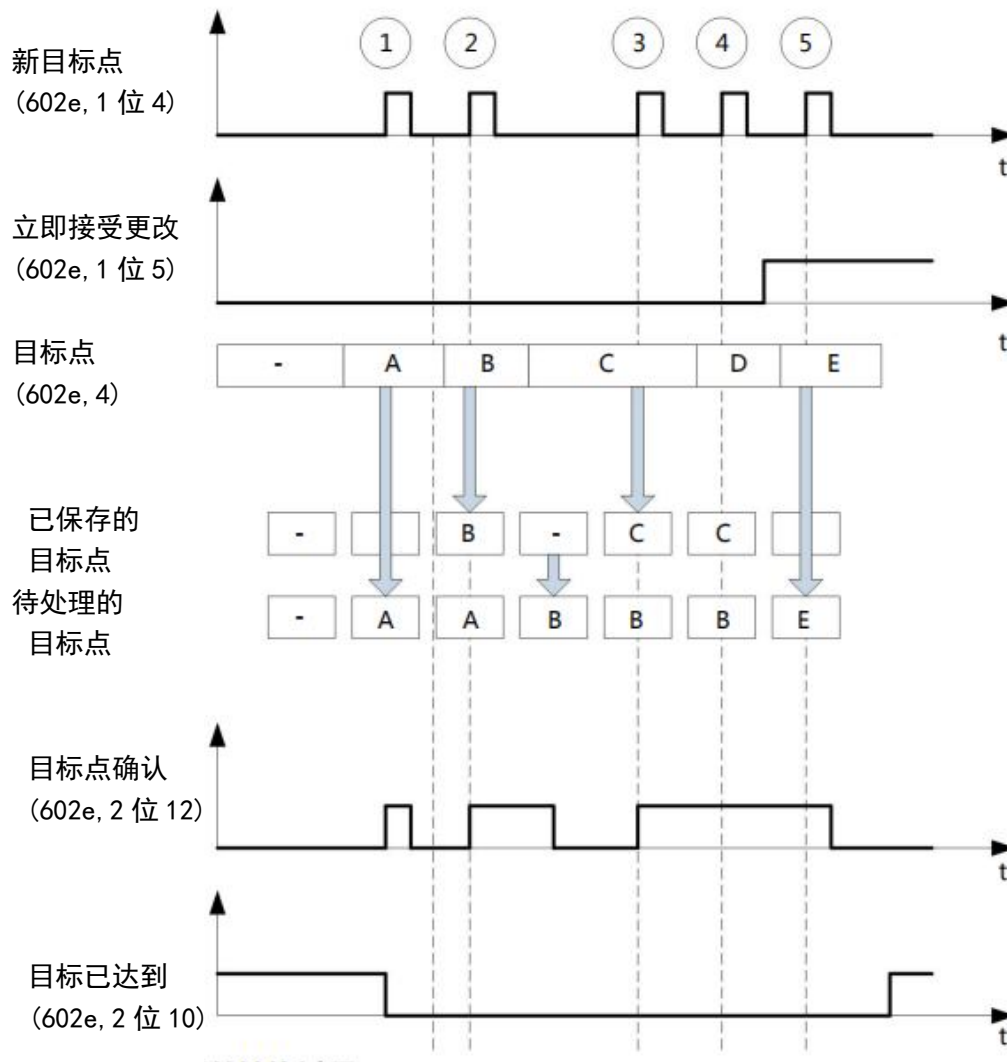 1 2 3 4 5
新目标点
(602e, 1 位 4)
t
立即接受更改
(602e, 1 位 5)
t
目标点
(602e, 4)
- A B C D E
已保存的
目标点
- B - C C
待处理的
目标点
- A A B B B E
目标点确认
(602e, 2 位 12)
t
目标已达到
(602e, 2 位 10)
t